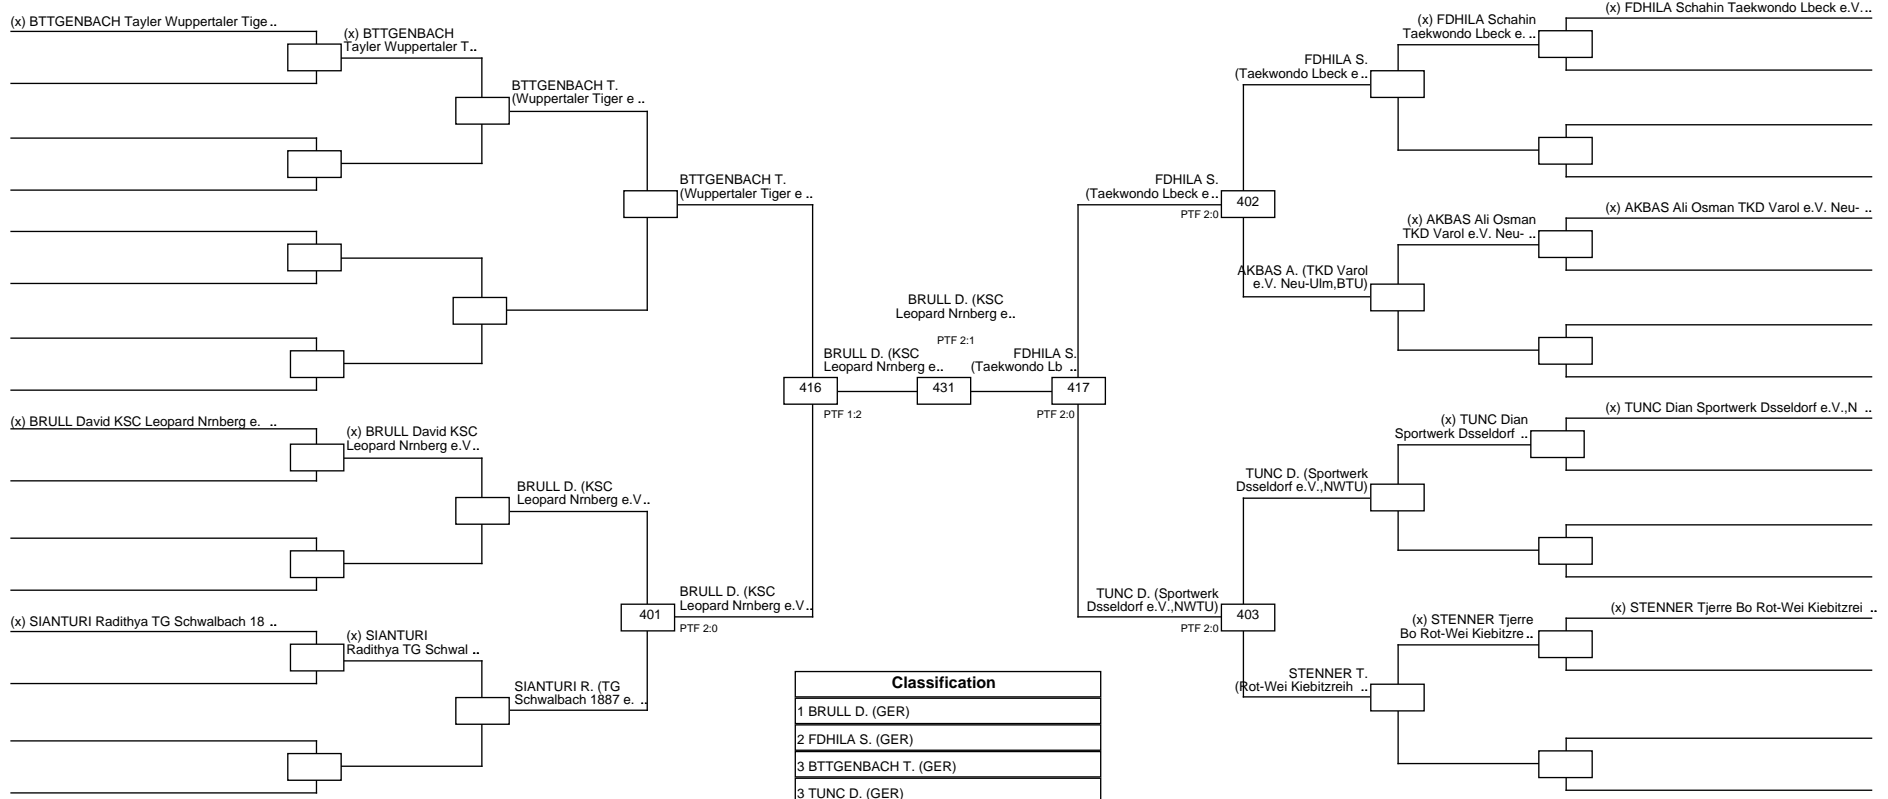 (x) BTTGENBACH Tayler Wuppertaler Tige ..
(x) BTTGENBACH
Tayler Wuppertaler T..
BTTGENBACH T.
(Wuppertaler Tiger e ..
BTTGENBACH T.
(Wuppertaler Tiger e ..
(x) BRULL David KSC Leopard Nrnberg e. ..
(x) BRULL David KSC
Leopard Nrnberg e.V..
BRULL D. (KSC
Leopard Nrnberg e.V..
401
BRULL D. (KSC
Leopard Nrnberg e.V..
PTF 2:0
(x) SIANTURI Radithya TG Schwalbach 18 ..
(x) SIANTURI
Radithya TG Schwal ..
SIANTURI R. (TG
Schwalbach 1887 e. ..
416
BRULL D. (KSC
Leopard Nrnberg e..
PTF 1:2
BRULL D. (KSC
Leopard Nrnberg e..
PTF 2:1
431
FDHILA S.
(Taekwondo Lb ..
417
PTF 2:0
FDHILA S.
(Taekwondo Lbeck e..
PTF 2:0
402
FDHILA S.
(Taekwondo Lbeck e..
(x) FDHILA Schahin
Taekwondo Lbeck e. ..
(x) FDHILA Schahin Taekwondo Lbeck e.V...
AKBAS A. (TKD Varol
e.V. Neu-Ulm,BTU)
(x) AKBAS Ali Osman
TKD Varol e.V. Neu- ..
(x) AKBAS Ali Osman TKD Varol e.V. Neu- ..
TUNC D. (Sportwerk
Dsseldorf e.V.,NWTU)
PTF 2:0
403
TUNC D. (Sportwerk
Dsseldorf e.V.,NWTU)
(x) TUNC Dian
Sportwerk Dsseldorf ..
(x) TUNC Dian Sportwerk Dsseldorf e.V.,N ..
STENNER T.
(Rot-Wei Kiebitzreih ..
(x) STENNER Tjerre
Bo Rot-Wei Kiebitzre ..
(x) STENNER Tjerre Bo Rot-Wei Kiebitzrei ..
Classification
1 BRULL D. (GER)
2 FDHILA S. (GER)
3 BTTGENBACH T. (GER)
3 TUNC D. (GER)